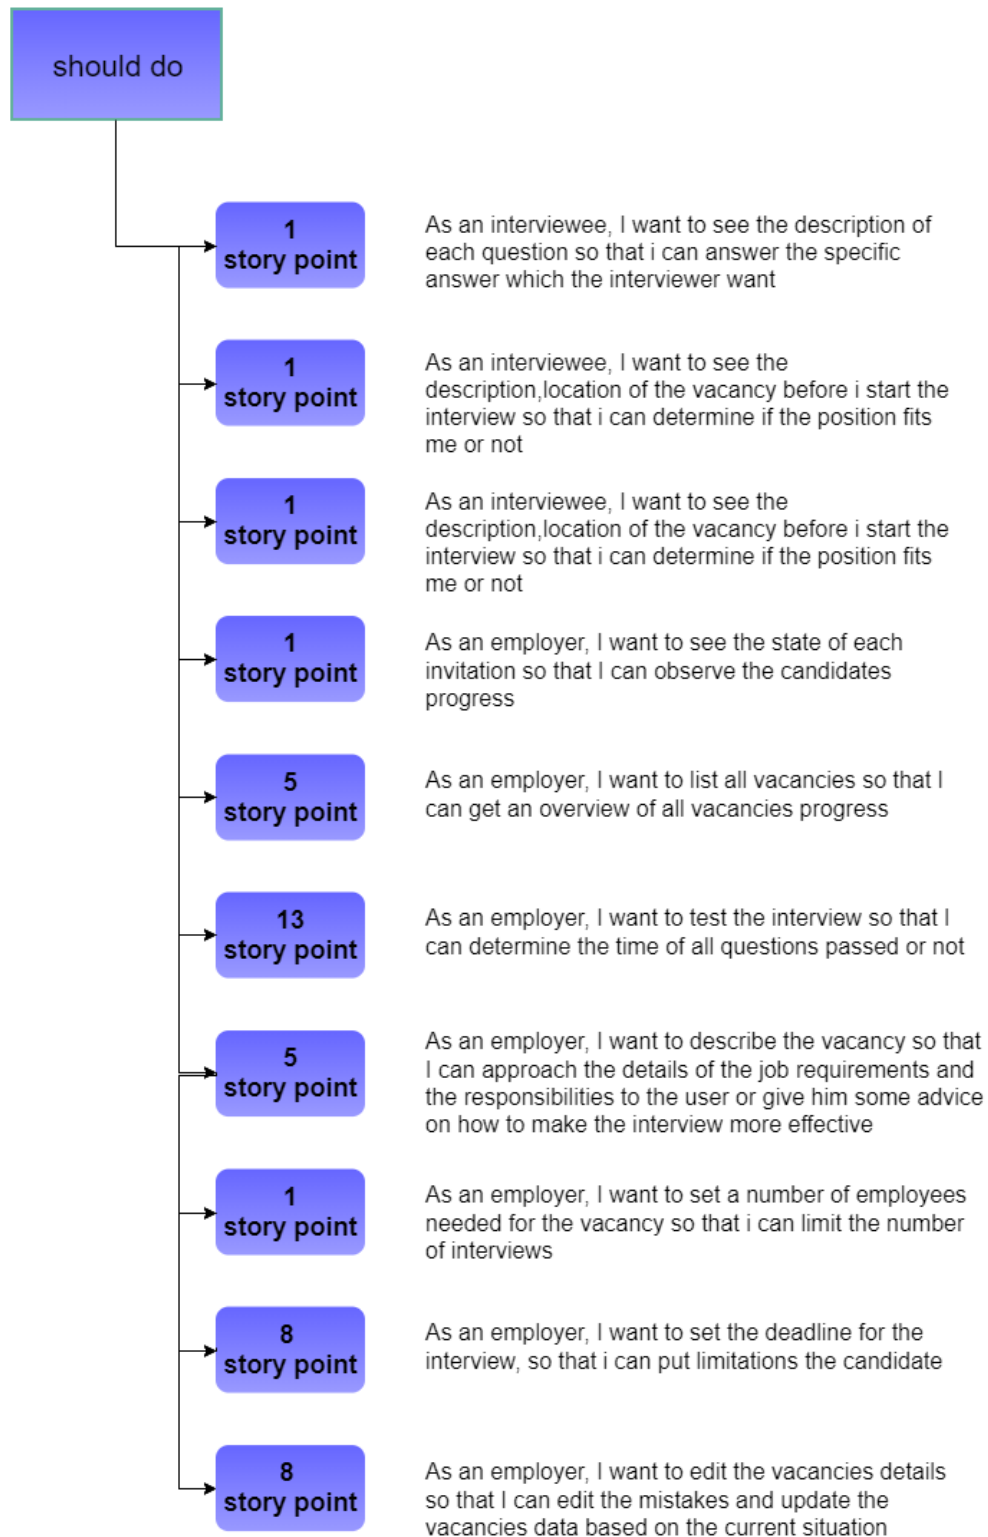 should do
1
story point
As an interviewee, I want to see the description of
each question so that i can answer the specific
answer which the interviewer want
1
story point
As an interviewee, I want to see the
description,location of the vacancy before i start the
interview so that i can determine if the position fits
me or not
1
story point
As an interviewee, I want to see the
description,location of the vacancy before i start the
interview so that i can determine if the position fits
me or not
1
story point
As an employer, I want to see the state of each
invitation so that I can observe the candidates
progress
5
story point
As an employer, I want to list all vacancies so that I
can get an overview of all vacancies progress
13
story point
As an employer, I want to test the interview so that I
can determine the time of all questions passed or not
5
story point
As an employer, I want to describe the vacancy so that
I can approach the details of the job requirements and
the responsibilities to the user or give him some advice
on how to make the interview more effective
1
story point
As an employer, I want to set a number of employees
needed for the vacancy so that i can limit the number
of interviews
8
story point
As an employer, I want to set the deadline for the
interview, so that i can put limitations the candidate
8
story point
As an employer, I want to edit the vacancies details
so that I can edit the mistakes and update the
vacancies data based on the current situation